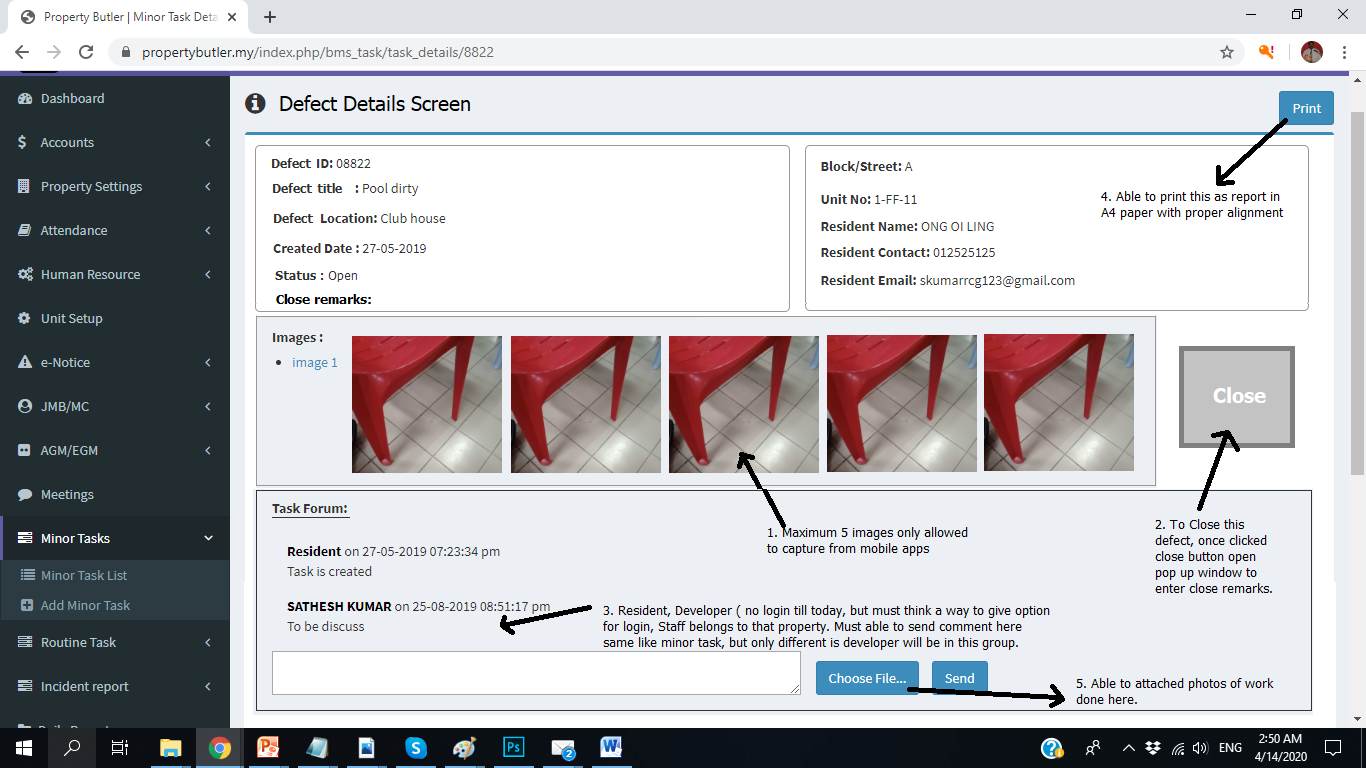 Property Butler | Minor Task Deta
propertybutler.my/index.php/bms_task/task_details/8822
Dashboard
Accounts
Property Settings
Attendance
Human Resource
Unit Setup
e-Notice
JMB/MC
AGM/EGM
Meetings
Minor Tasks
Minor Task List
Add Minor Task
Routine Task
Incident report
Defect Details Screen
Print
Defect ID: 08822
Defect title : Pool dirty
Defect Location: Club house
Created Date : 27-05-2019
Status : Open
Close remarks:
Block/Street: A
Unit No: 1-FF-11
Resident Name: ONG OI LING
Resident Contact: 012525125
Resident Email: skumarrcg123@gmail.com
4. Able to print this as report in
A4 paper with proper alignment
Images :
image 1
Close
Task Forum:
1. Maximum 5 images only allowed
to capture from mobile apps
2. To Close this
defect, once clicked
close button open
pop up window to
enter close remarks.
Resident on 27-05-2019 07:23:34 pm
Task is created
SATHESH KUMAR on 25-08-2019 08:51:17 pm
To be discuss
3. Resident, Developer ( no login till today, but must think a way to give option
for login, Staff belongs to that property. Must able to send comment here
same like minor task, but only different is developer will be in this group.
Choose File...
Send
5. Able to attached photos of work
done here.
Ps
2
W
ENG
2:50 AM
4/14/2020